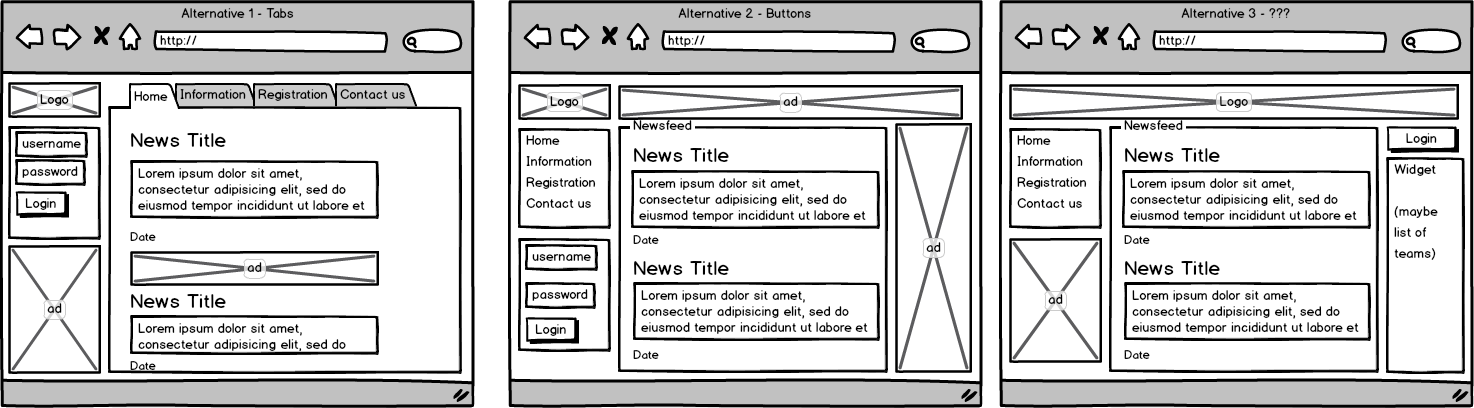 Alternative 1 - Tabs
http://
Logo
Home
Information
Registration
Contact us
username
password
Login
ad
News Title
Lorem ipsum dolor sit amet,
consectetur adipisicing elit, sed do
eiusmod tempor incididunt ut labore et
Date
ad
News Title
Lorem ipsum dolor sit amet,
consectetur adipisicing elit, sed do
Date
Alternative 2 - Buttons
http://
Logo
ad
Home
Information
Registration
Contact us
username
password
Login
Newsfeed
News Title
Lorem ipsum dolor sit amet,
consectetur adipisicing elit, sed do
eiusmod tempor incididunt ut labore et
Date
News Title
Lorem ipsum dolor sit amet,
consectetur adipisicing elit, sed do
eiusmod tempor incididunt ut labore et
Date
ad
Alternative 3 - ???
http://
Logo
Home
Information
Registration
Contact us
ad
Newsfeed
News Title
Lorem ipsum dolor sit amet,
consectetur adipisicing elit, sed do
eiusmod tempor incididunt ut labore et
Date
News Title
Lorem ipsum dolor sit amet,
consectetur adipisicing elit, sed do
eiusmod tempor incididunt ut labore et
Date
Login
Widget
(maybe
list of
teams)